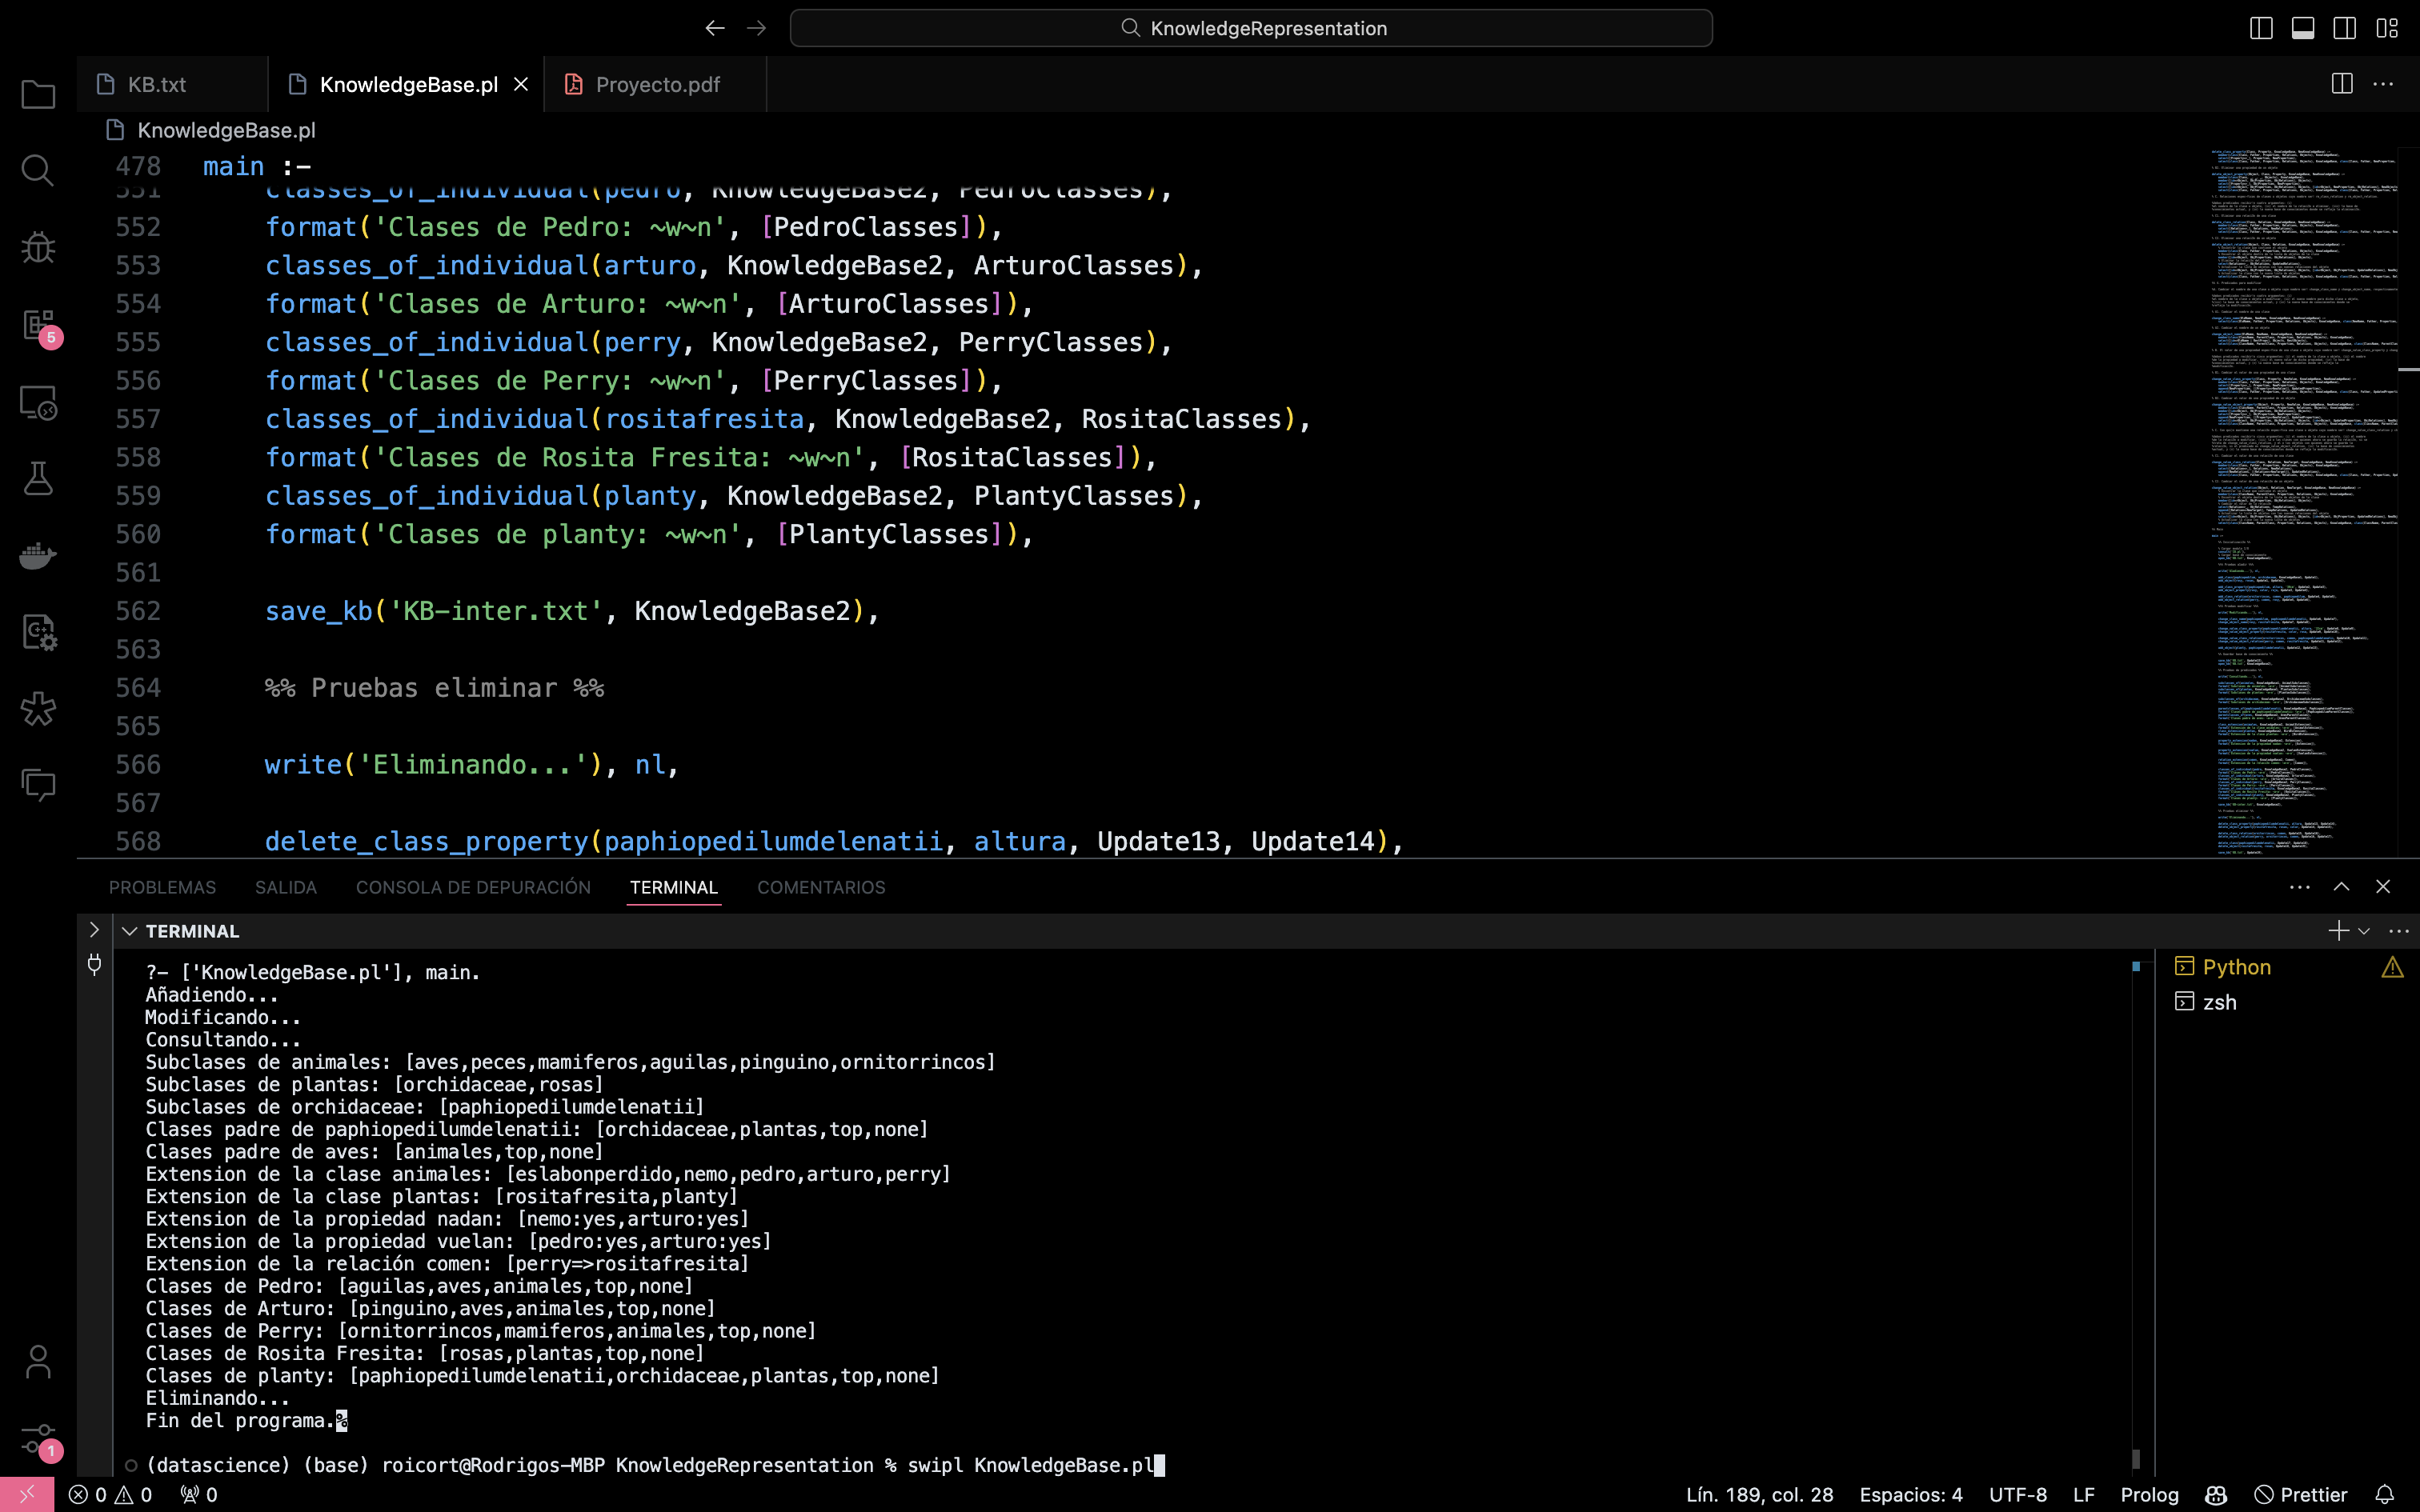 KnowledgeRepresentation
KB.txt
KnowledgeBase.pl
Proyecto.pdf
KnowledgeBase.pl
478 main :-
551 classes_of_individual(pedro, KnowledgeBase2, PedroClasses),
552 format('Clases de Pedro: ~w~n', [PedroClasses]),
553 classes_of_individual(arturo, KnowledgeBase2, ArturoClasses),
554 format('Clases de Arturo: ~w~n', [ArturoClasses]),
555 classes_of_individual(perry, KnowledgeBase2, PerryClasses),
556 format('Clases de Perry: ~w~n', [PerryClasses]),
557 classes_of_individual(rositafresita, KnowledgeBase2, RositaClasses),
558 format('Clases de Rosita Fresita: ~w~n', [RositaClasses]),
559 classes_of_individual(planty, KnowledgeBase2, PlantyClasses),
560 format('Clases de planty: ~w~n', [PlantyClasses]),
561
562 save_kb('KB-inter.txt', KnowledgeBase2),
563
564 %% Pruebas eliminar %%
565
566 write('Eliminando...'), nl,
567
568 delete_class_property(paphiopedilumdelenatii, altura, Update13, Update14),
5
PROBLEMAS SALIDA CONSOLA DE DEPURACIÓN TERMINAL COMENTARIOS
TERMINAL
?- ['KnowledgeBase.pl'], main.
Añadiendo...
Modificando...
Consultando...
Subclases de animales: [aves,peces,mamiferos,aguilas,pinguino,ornitorrincos]
Subclases de plantas: [orchidaceae,rosas]
Subclases de orchidaceae: [paphiopedilumdelenatii]
Clases padre de paphiopedilumdelenatii: [orchidaceae,plantas,top,none]
Clases padre de aves: [animales,top,none]
Extension de la clase animales: [eslabonperdido,nemo,pedro,arturo,perry]
Extension de la clase plantas: [rositafresita,planty]
Extension de la propiedad nadan: [nemo:yes,arturo:yes]
Extension de la propiedad vuelan: [pedro:yes,arturo:yes]
Extension de la relación comen: [perry=>rositafresita]
Clases de Pedro: [aguilas,aves,animales,top,none]
Clases de Arturo: [pinguino,aves,animales,top,none]
Clases de Perry: [ornitorrincos,mamiferos,animales,top,none]
Clases de Rosita Fresita: [rosas,plantas,top,none]
Clases de planty: [paphiopedilumdelenatii,orchidaceae,plantas,top,none]
Eliminando...
Fin del programa.%
(datascience) (base) roicort@Rodrigos-MBP KnowledgeRepresentation % swipl KnowledgeBase.pl
Python
zsh
1
0 0 0
Lín. 189, col. 28 Espacios: 4 UTF-8 LF Prolog Prettier